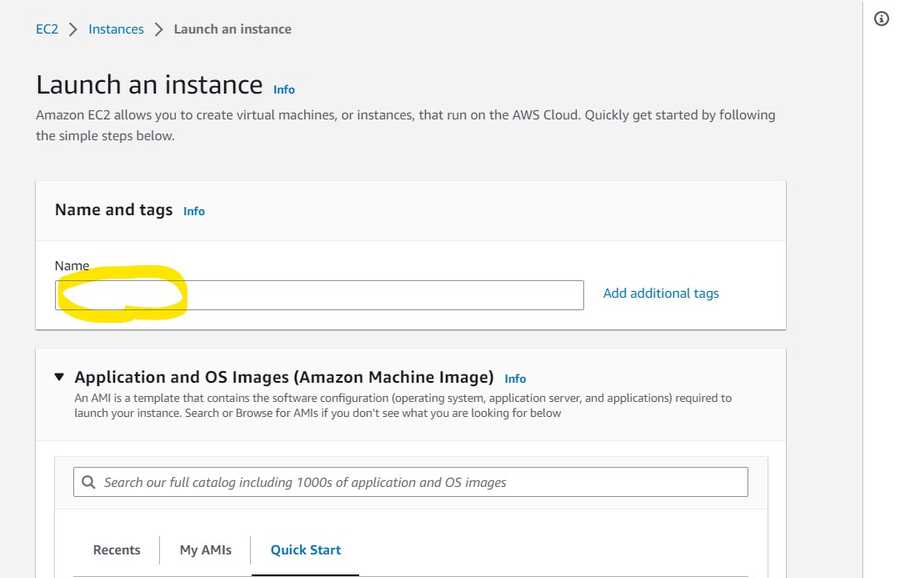 EC2 > Instances > Launch an instance
Launch an instance Info
Amazon EC2 allows you to create virtual machines, or instances, that run on the AWS Cloud. Quickly get started by following
the simple steps below.
Name and tags Info
Name
Add additional tags
Application and OS Images (Amazon Machine Image) Info
An AMI is a template that contains the software configuration (operating system, application server, and applications) required to
launch your instance. Search or Browse for AMIs if you don't see what you are looking for below
Search our full catalog including 1000s of application and OS images
Recents My AMIs Quick Start